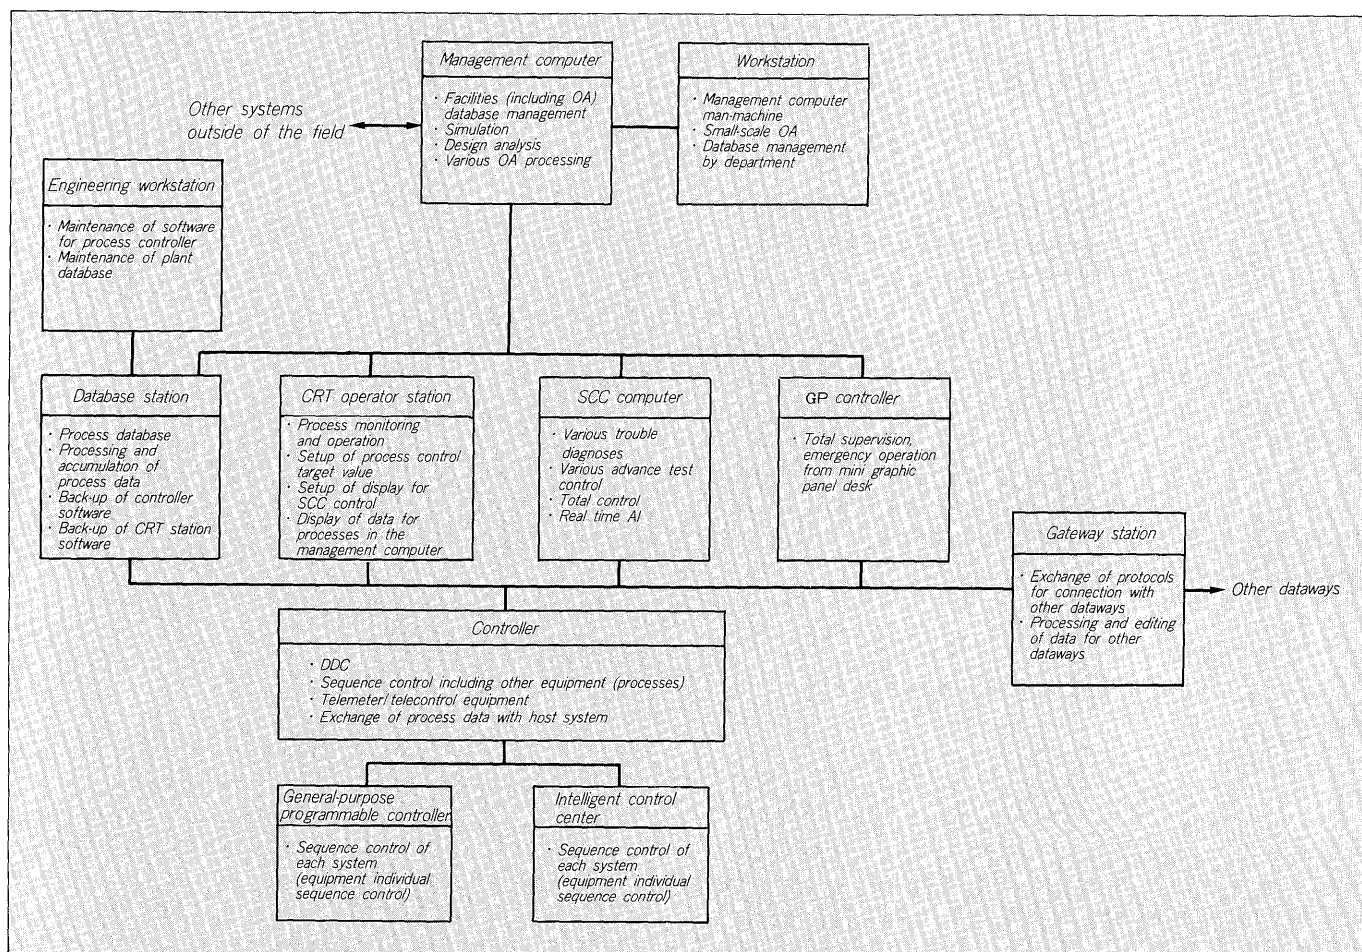 Management computer
· Facilities (including OA)
database management
· Simulation
· Design analysis
· Various OA processing
Workstation
· Management computer
man-machine
· Small-scale OA
· Database management
by department
Other systems
outside of the field
Engineering workstation
· Maintenance of software
for process controller
· Maintenance of plant
database
Database station
· Process database
· Processing and
accumulation of
process data
· Back-up of controller
software
· Back-up of CRT station
software
CRT operator station
· Process monitoring
and operation
· Setup of process control
target value
· Setup of display for
SCC control
· Display of data for
processes in the
management computer
SCC computer
· Various trouble
diagnoses
· Various advance test
control
· Total control
· Real time AI
GP controller
· Total supervision,
emergency operation
from mini graphic
panel desk
Gateway station
· Exchange of protocols
for connection with
other dataways
· Processing and editing
of data for other
dataways
Other dataways
Controller
· DDC
· Sequence control including other equipment (processes)
· Telemeter/telecontrol equipment
· Exchange of process data with host system
General-purpose
programmable controller
· Sequence control of
each system
(equipment individual
sequence control)
Intelligent control
center
· Sequence control of
each system
(equipment individual
sequence control)